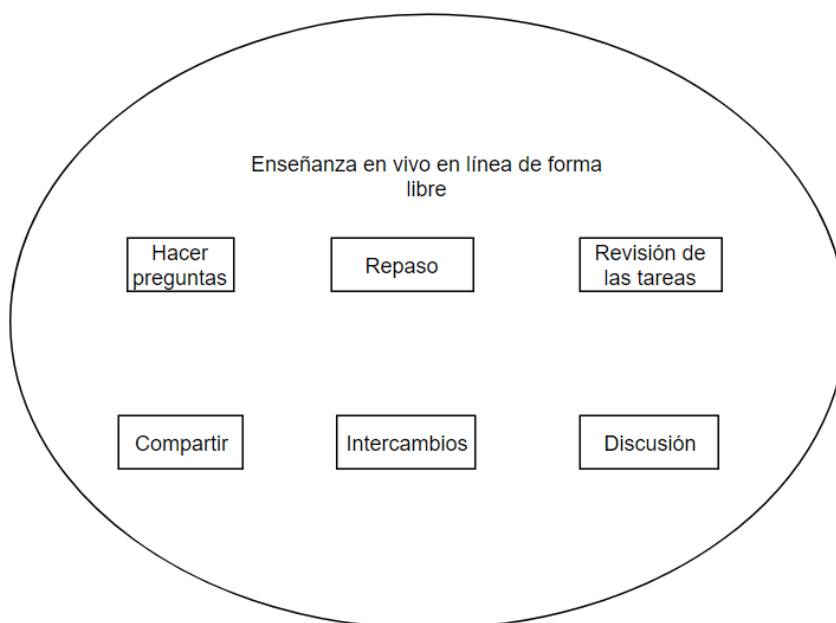 Enseñanza en vivo en línea de forma
libre
Hacer
preguntas
Repaso
Revisión de
las tareas
Compartir
Intercambios
Discusión